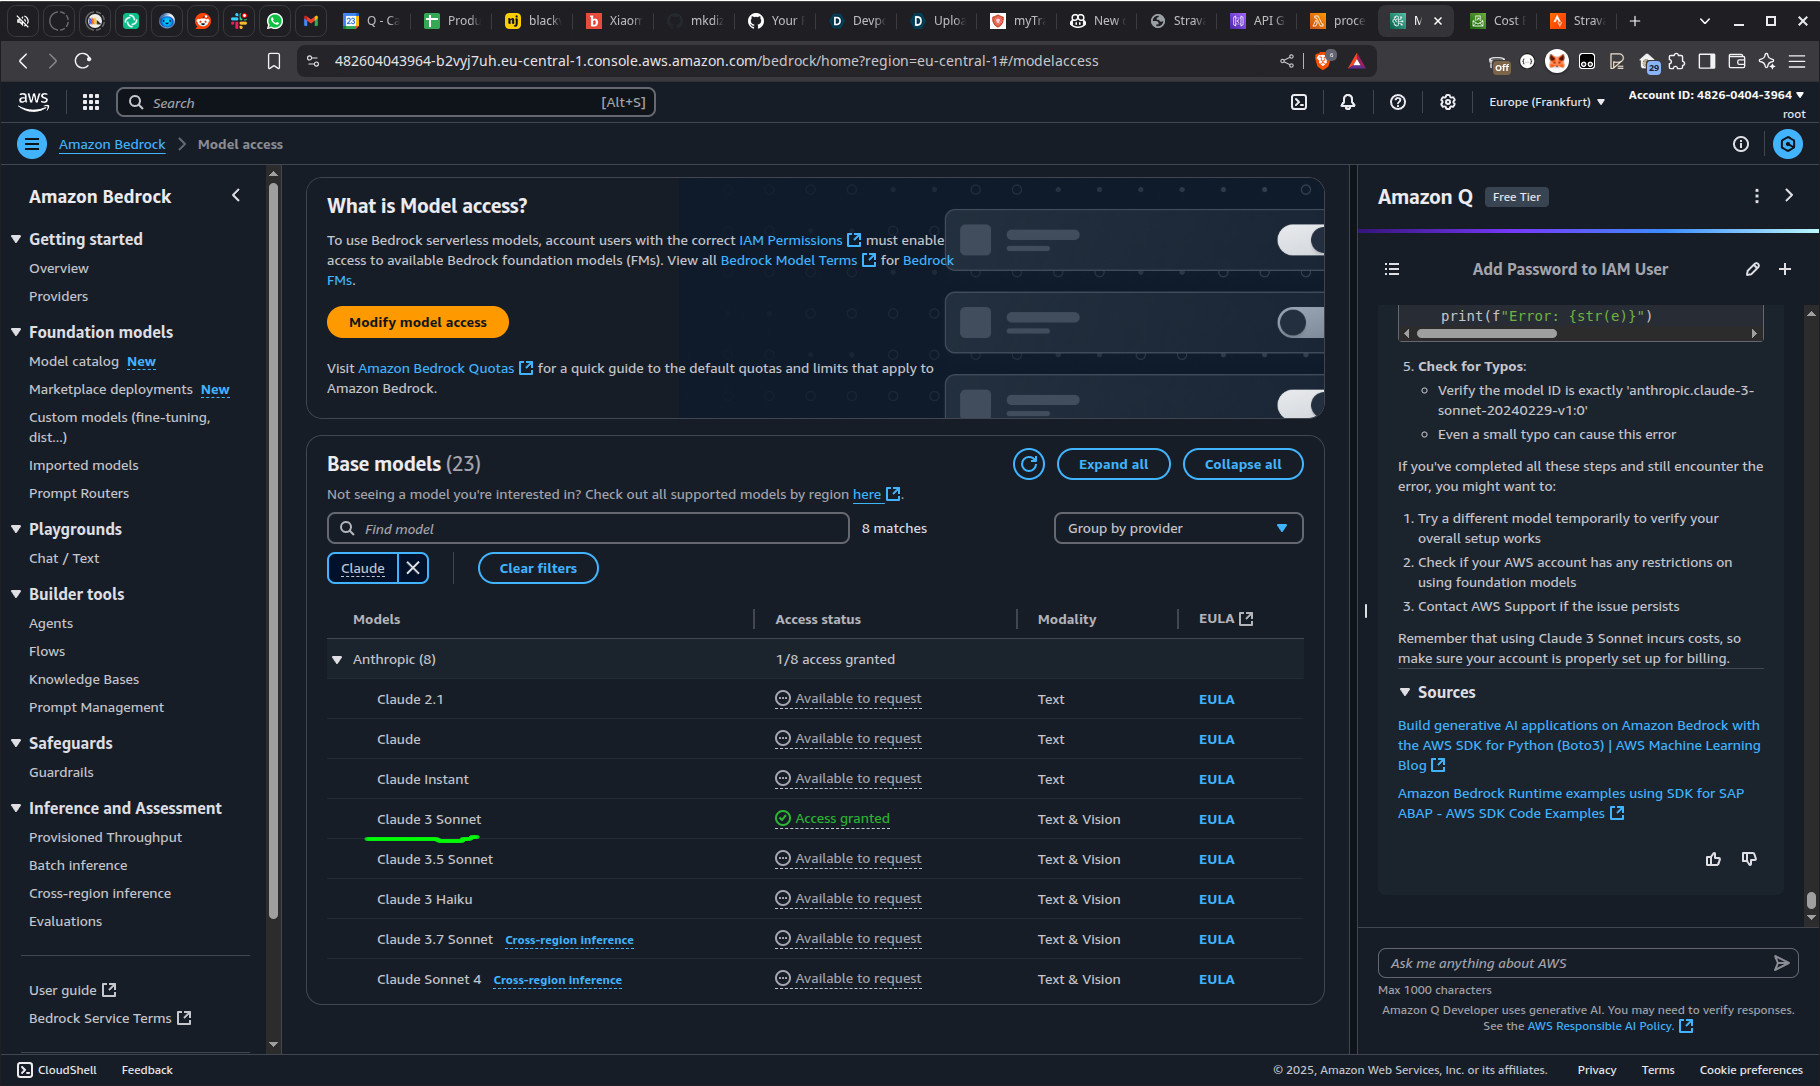 Q - Ca
Produ
blackv
Xiaom
mkdiz
Your
Devpo
Uploa
myTra
New
Strav
API G
proce
M
Cost
Strava
482604043964-b2vyj7uh.eu-central-1.console.aws.amazon.com/bedrock/home?region=eu-central-1#/modelaccess
Off
29
aws
Search
[Alt+S]
Europe (Frankfurt)
Account ID: 4826-0404-3964
root
Amazon Bedrock
Model access
Amazon Bedrock
Getting started
Overview
Providers
Foundation models
Model catalog New
Marketplace deployments New
Custom models (fine-tuning,
dist...)
Imported models
Prompt Routers
Playgrounds
Chat / Text
Builder tools
Agents
Flows
Knowledge Bases
Prompt Management
Safeguards
Guardrails
Inference and Assessment
Provisioned Throughput
Batch inference
Cross-region inference
Evaluations
User guide
Bedrock Service Terms
What is Model access?
To use Bedrock serverless models, account users with the correct IAM Permissions must enable
access to available Bedrock foundation models (FMs). View all Bedrock Model Terms for Bedrock
FMs.
Modify model access
Visit Amazon Bedrock Quotas for a quick guide to the default quotas and limits that apply to
Amazon Bedrock.
Base models (23)
Expand all
Collapse all
Not seeing a model you're interested in? Check out all supported models by region here.
Find model
8 matches
Group by provider
Claude
Clear filters
Models Access status Modality EULA
Anthropic (8) 1/8 access granted
Claude 2.1 Available to request Text EULA
Claude Available to request Text EULA
Claude Instant Available to request Text EULA
Claude 3 Sonnet Access granted Text & Vision EULA
Claude 3.5 Sonnet Available to request Text & Vision EULA
Claude 3 Haiku Available to request Text & Vision EULA
Claude 3.7 Sonnet Cross-region inference Available to request Text & Vision EULA
Claude Sonnet 4 Cross-region inference Available to request Text & Vision EULA
Amazon Q Free Tier
Add Password to IAM User
print(f"Error: {str(e)}")
5. Check for Typos:
Verify the model ID is exactly 'anthropic.claude-3-
sonnet-20240229-v1:0'
Even a small typo can cause this error
If you've completed all these steps and still encounter the
error, you might want to:
1. Try a different model temporarily to verify your
overall setup works
2. Check if your AWS account has any restrictions on
using foundation models
3. Contact AWS Support if the issue persists
Remember that using Claude 3 Sonnet incurs costs, so
make sure your account is properly set up for billing.
Sources
Build generative AI applications on Amazon Bedrock with
the AWS SDK for Python (Boto3) | AWS Machine Learning
Blog
Amazon Bedrock Runtime examples using SDK for SAP
ABAP - AWS SDK Code Examples
Ask me anything about AWS
Max 1000 characters
Amazon Q Developer uses generative AI. You may need to verify responses.
See the AWS Responsible AI Policy.
CloudShell
Feedback
© 2025, Amazon Web Services, Inc. or its affiliates.
Privacy
Terms
Cookie preferences